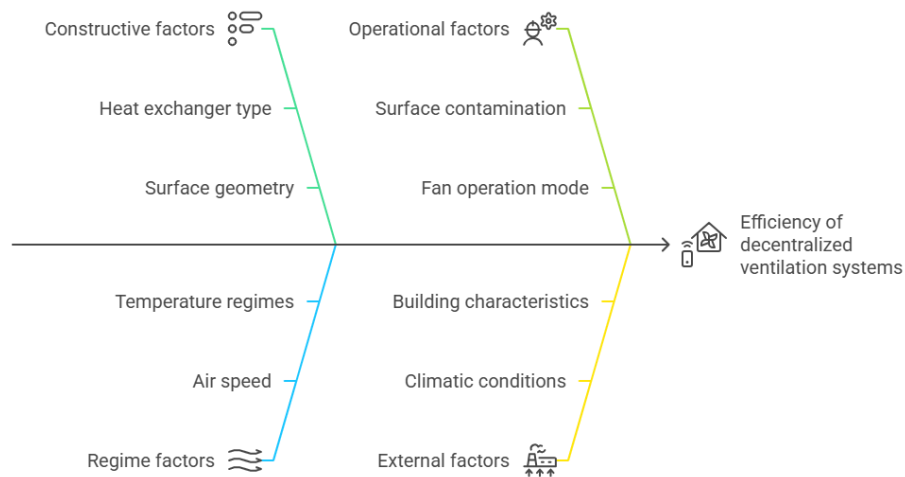 Constructive factors
Operational factors
Heat exchanger type
Surface contamination
Surface geometry
Fan operation mode
Efficiency of
decentralized
ventilation systems
Temperature regimes
Building characteristics
Air speed
Climatic conditions
Regime factors
External factors